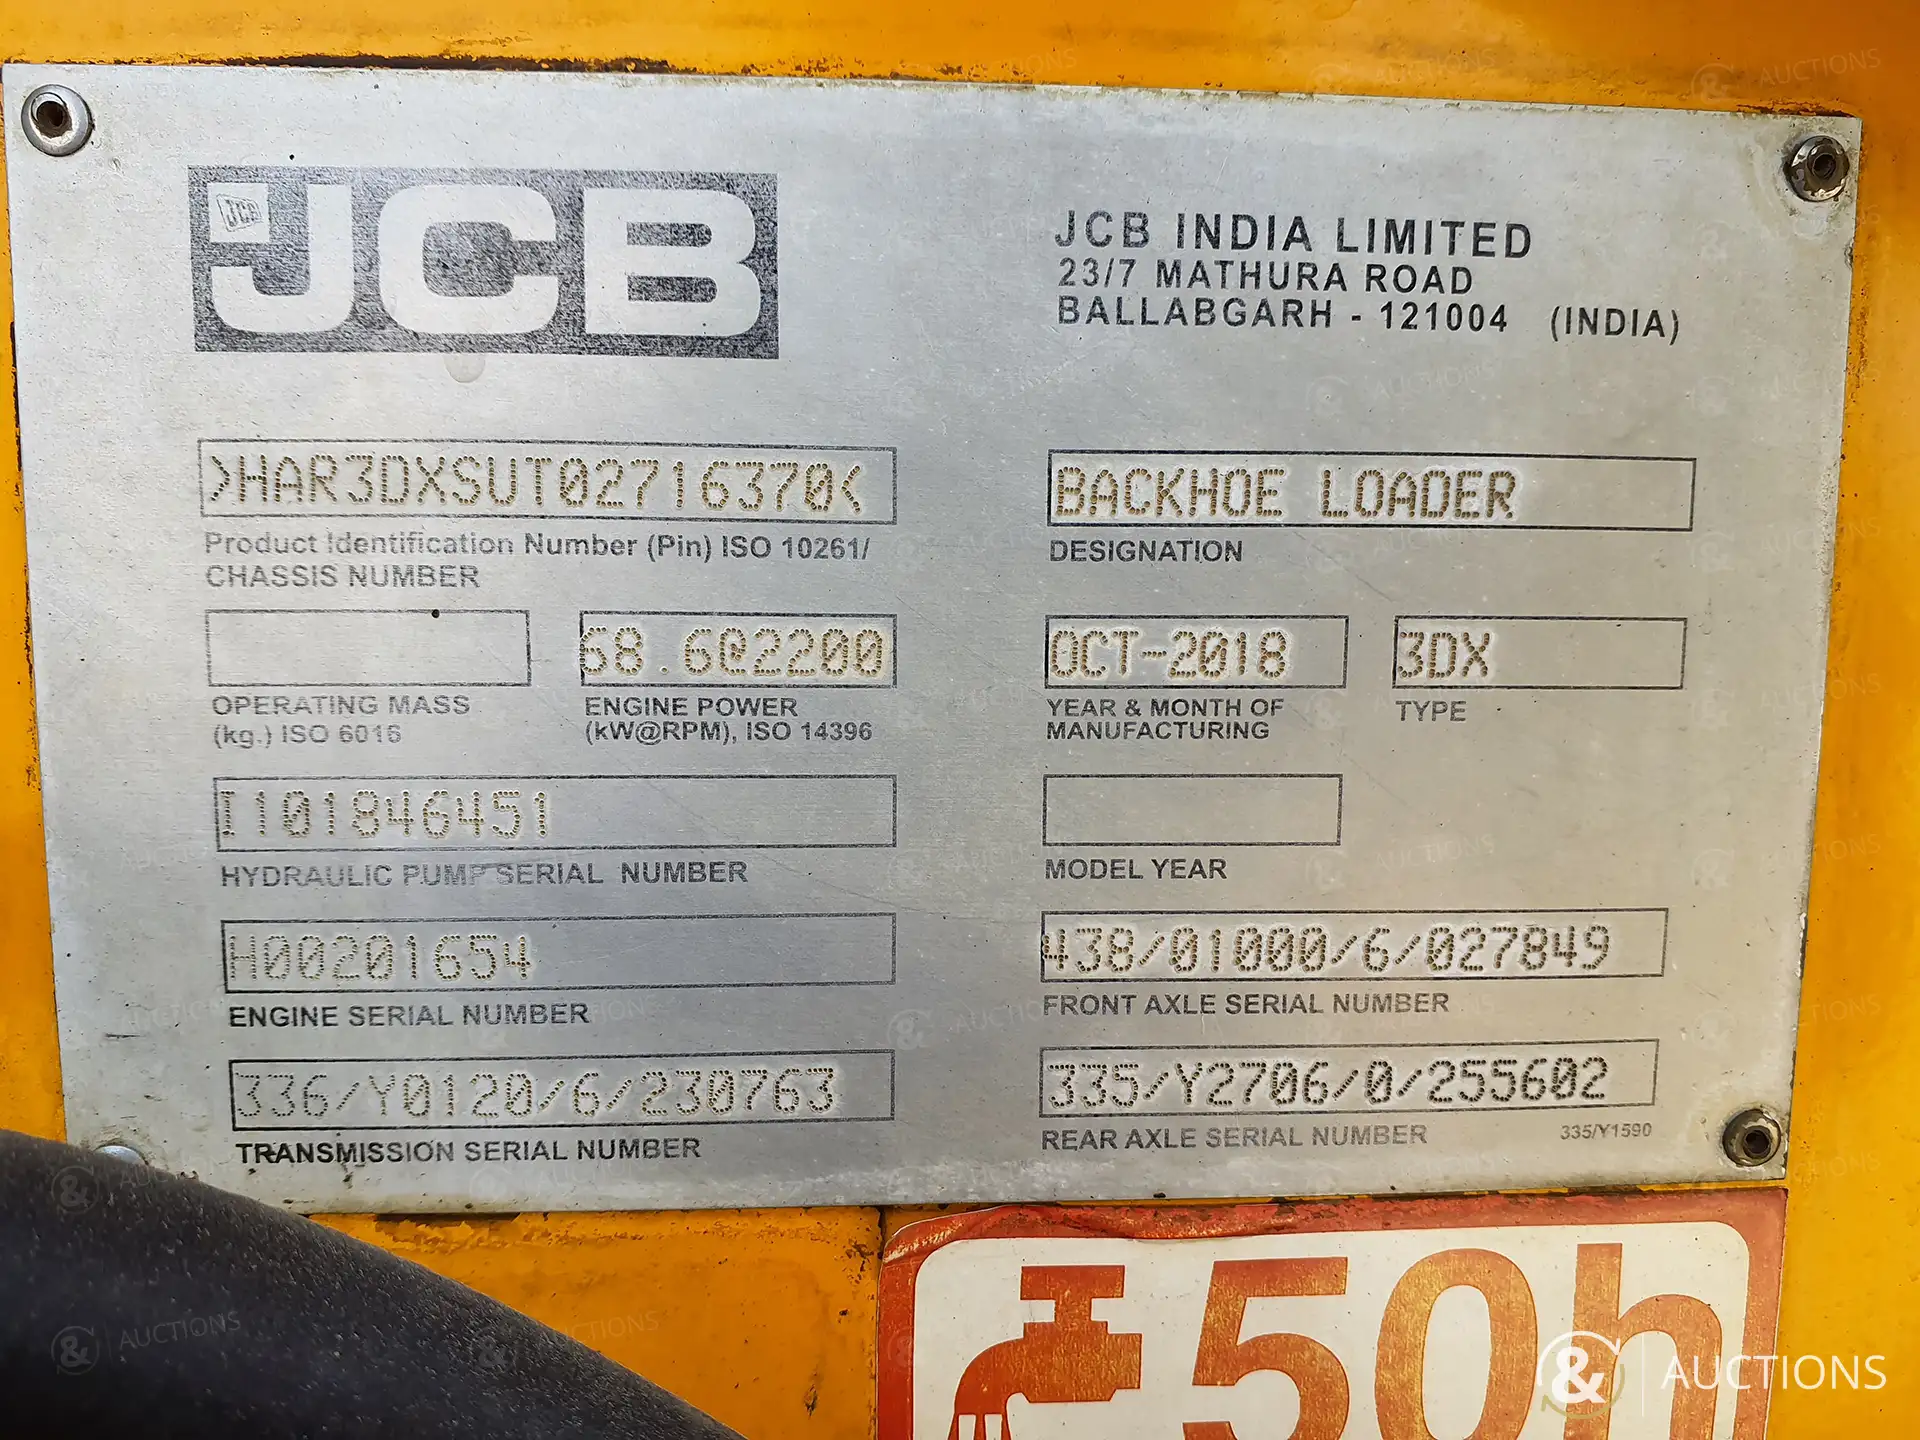 JCB
JCB
JCB INDIA LIMITED
23/7 MATHURA ROAD
BALLABGARH - 121004 (INDIA)
>HAR3DXSUT02716370<
Product Identification Number (Pin) ISO 10261/
CHASSIS NUMBER
BACKHOE LOADER
DESIGNATION
OPERATING MASS
(kg.) ISO 6016
68.6@2200
ENGINE POWER
(kW@RPM), ISO 14396
OCT-2018
YEAR & MONTH OF
MANUFACTURING
3DX
TYPE
I101846451
HYDRAULIC PUMP SERIAL NUMBER
MODEL YEAR
H00201654
ENGINE SERIAL NUMBER
438/01000/6/027849
FRONT AXLE SERIAL NUMBER
336/Y0120/6/230763
TRANSMISSION SERIAL NUMBER
335/Y2706/0/255602
REAR AXLE SERIAL NUMBER
335/Y1590
50h
& AUCTIONS